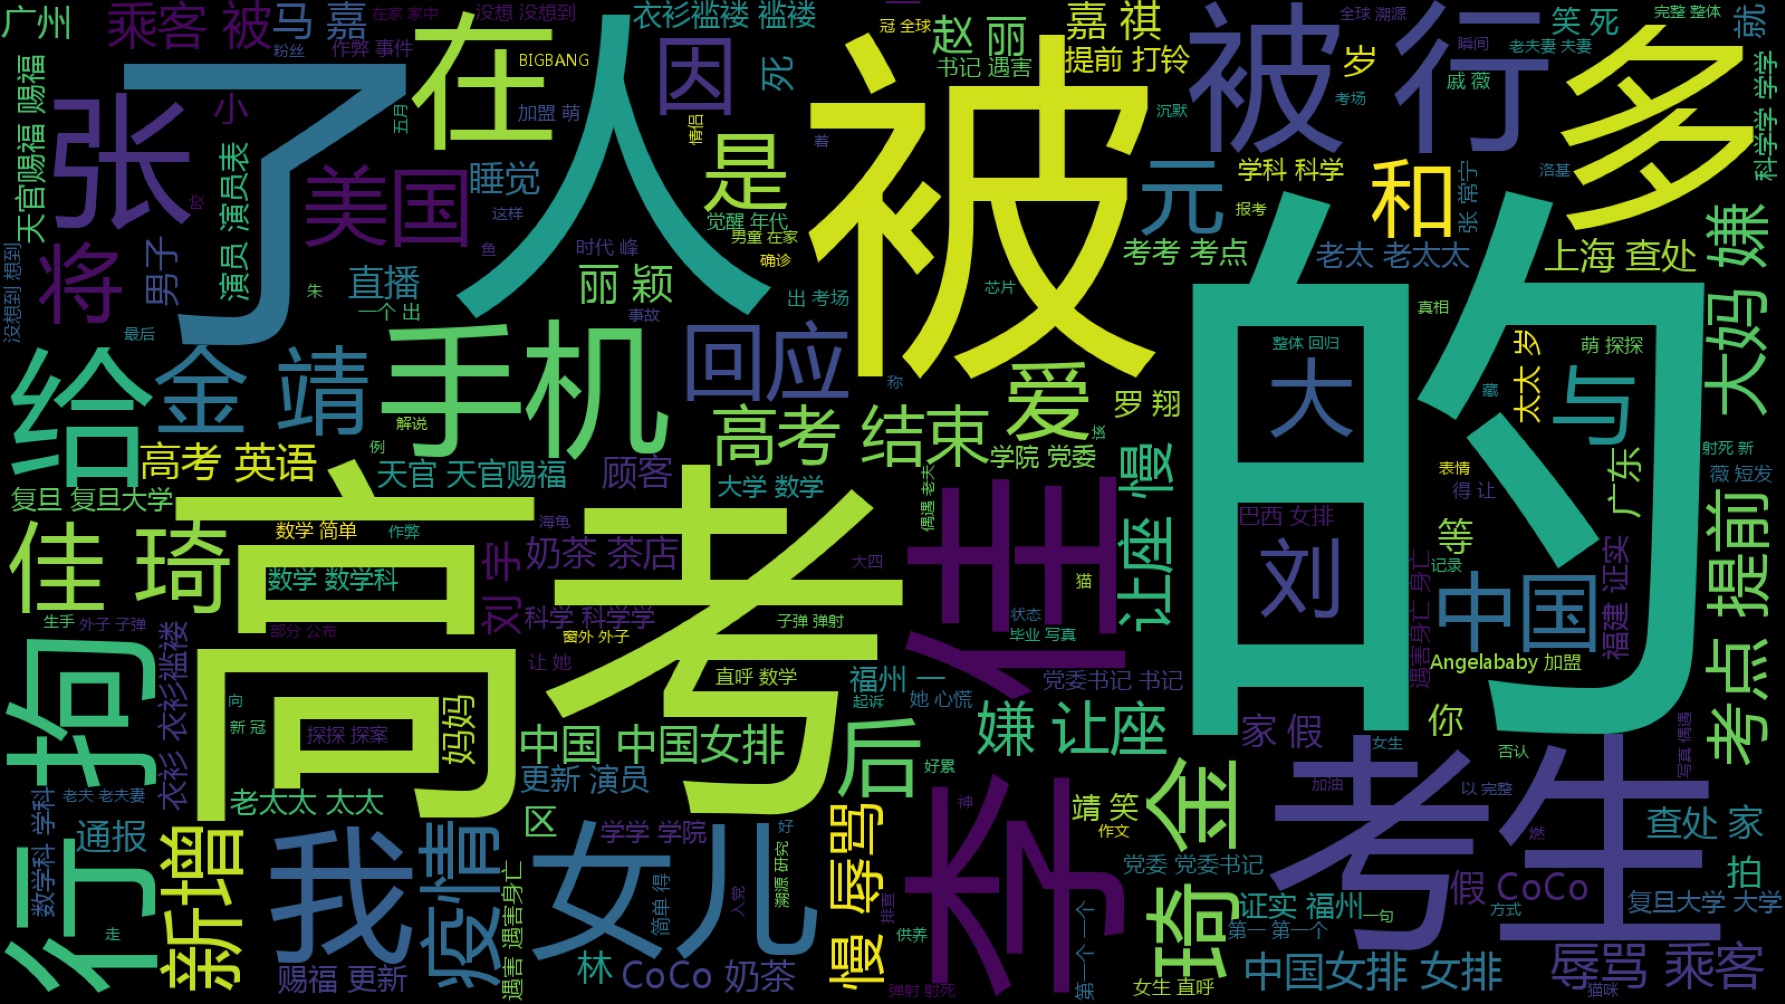 广州
乘客 被
马 嘉
在家 家中
没想 没想到
衣衫褴褛 褴褛
冠 全球
赵 丽
嘉 祺
全球 溯源
笑 死
完整 整体
就
粉丝
作弊 事件
在
BIGBANG
因
死
书记 遇害
提前 打铃
被
行
岁
瞬间
老夫妻 夫妻
多
天官赐福 赐福
张
小
了
五月
加盟 萌
人
情侣
着
被
沉默
考场
戚 薇
科学学 学学
演员 演员表
美国
睡觉
是
元
学科 科学
和
张 常宁
洛基
哎
这样
觉醒 年代
报考
没想到 想到
将
男子
鱼
时代 峰
男童 在家
确诊
考考 考点
老太 老太太
上海 查处
大妈 嫌
朱
直播
丽 颖
出 考场
芯片
的
真相
最后
一个 出
事故
给
金 靖
手机
回应
爱
整体 回归
大
太太 岁
萌 探探
称
罗 翔
藏
与
解说
例
高考 结束
该
高考 英语
天官 天官赐福
顾客
学院 党委
让座 慢
表情
得 让
广东
射死 新
薇 短发
复旦 复旦大学
大学 数学
偶遇 老夫
佳 琦
高考
数学 简单
作弊
海龟
佳
巴西 女排
刘
等
考点 提前
数学 数学科
刘 宇
奶茶 茶店
大四
猫
记录
中国
福建 证实
生手
外子 子弹
部分 公布
科学 科学学
窗外 外子
子弹 弹射
状态
毕业 写真
遇害身亡 身亡
Angelababy 加盟
拘
衣衫 衣衫褴褛
让 她
直呼 数学
福州 一
起诉
她 心慌
党委书记 书记
向
新 冠
探探 探案
妈妈
中国 中国女排
后
嫌 让座
家 假
你
女生
否认
写真 偶遇
好累
更新 演员
老夫 老夫妻
老太太 太太
区
神
靖 笑
作文
金
加油
考生
以 完整
数学科 学科
通报
新增
我
疫情
女儿
学学 学院
好
慢 辱骂
李
燃
查处 家
行
走
遇害 遇害身亡
简单 得
入党
溯源 研究
排查
党委 党委书记
琦
证实 福州
一句
假 CoCo
方式
拍
复旦大学 大学
供养
第一个 一个
第一 第一个
赐福 更新
林
CoCo 奶茶
弹射 射死
女生 直呼
中国女排 女排
辱骂 乘客
猫咪